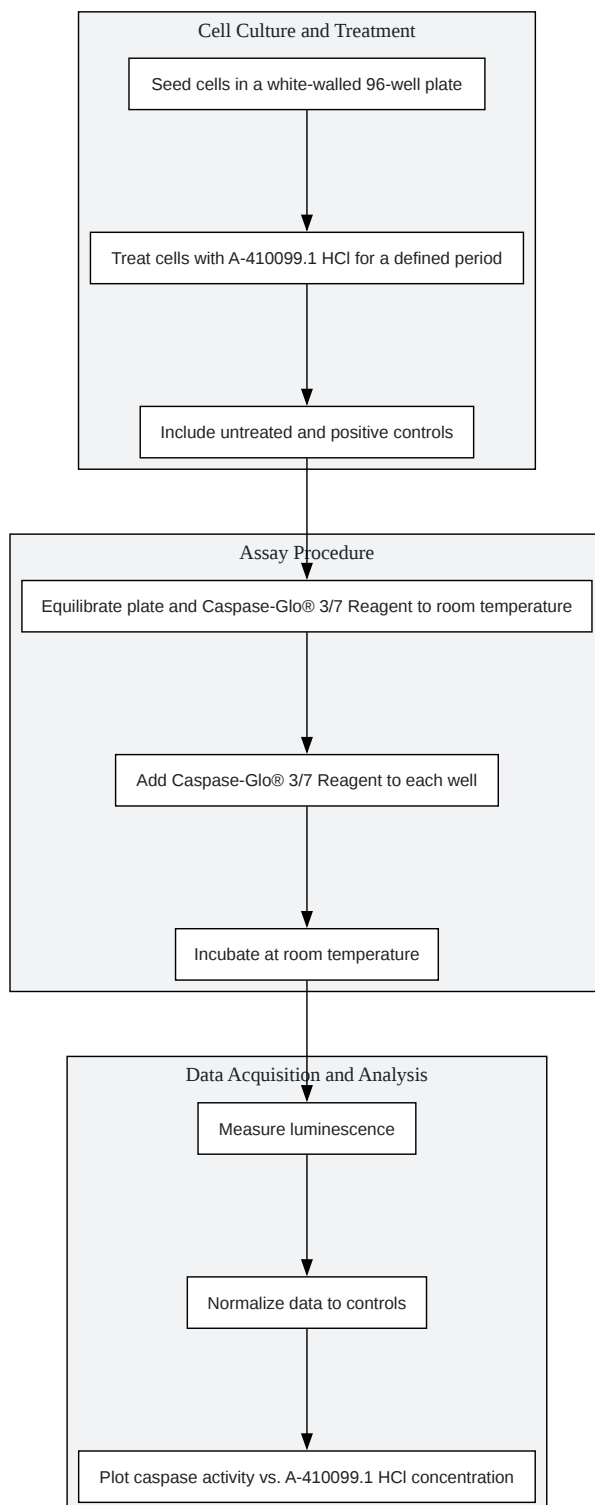 Cell Culture and Treatment
Seed cells in a white-walled 96-well plate
Treat cells with A-410099.1 HCl for a defined period
Include untreated and positive controls
Assay Procedure
Equilibrate plate and Caspase-Glo® 3/7 Reagent to room temperature
Add Caspase-Glo® 3/7 Reagent to each well
Incubate at room temperature
Data Acquisition and Analysis
Measure luminescence
Normalize data to controls
Plot caspase activity vs. A-410099.1 HCl concentration